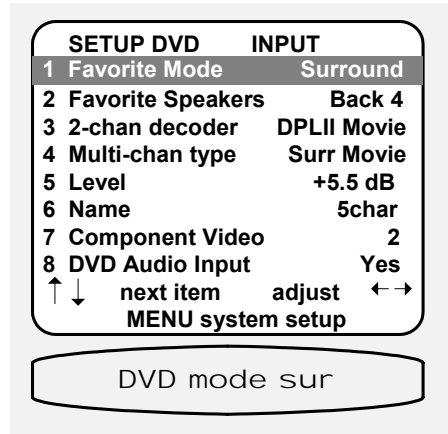 SETUP DVD INPUT
1 Favorite Mode Surround
2 Favorite Speakers Back 4
3 2-chan decoder DPLII Movie
4 Multi-chan type Surr Movie
5 Level +5.5 dB
6 Name 5char
7 Component Video 2
8 DVD Audio Input Yes
↑↓ next item adjust ←→
MENU system setup
DVD mode sur